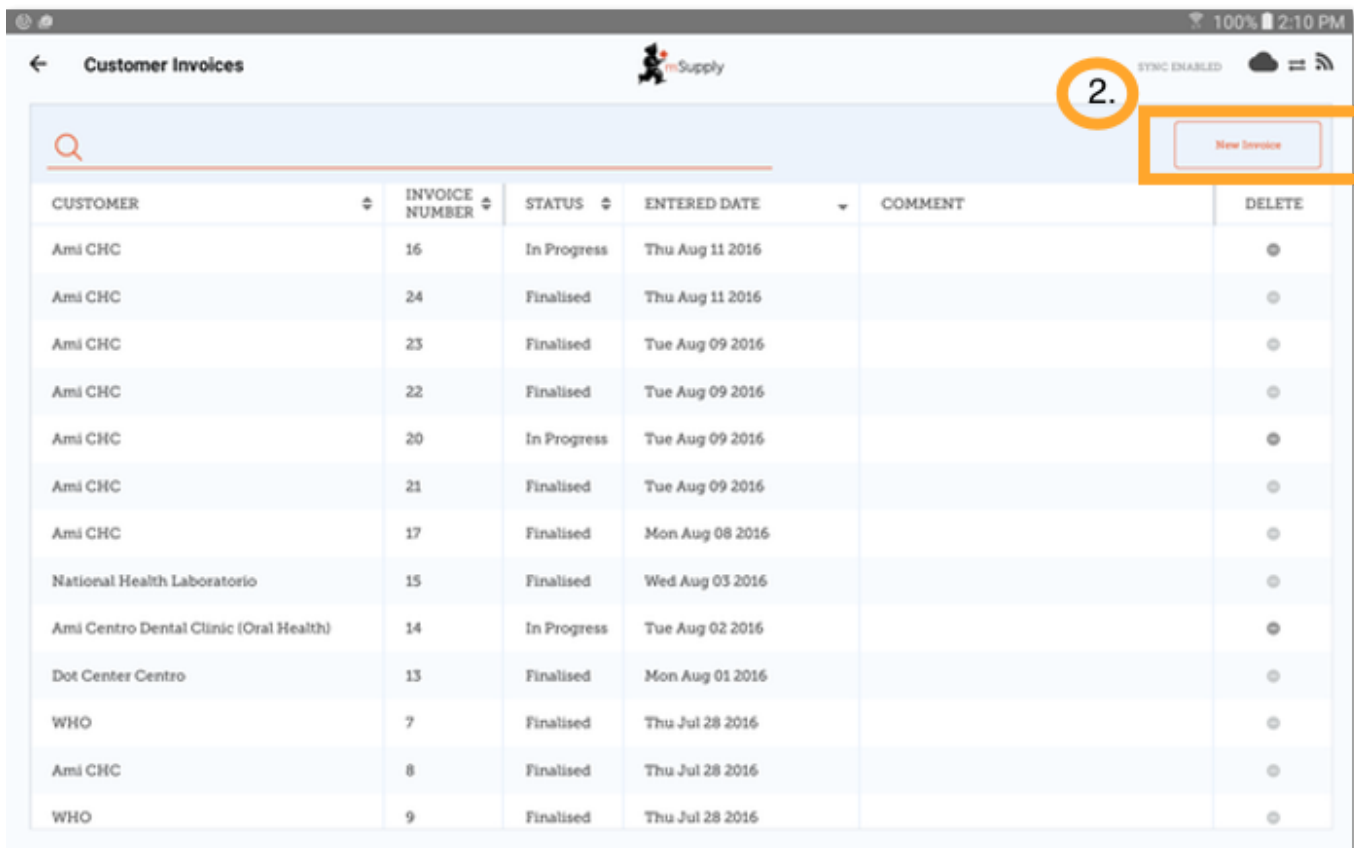 100% 2:10 PM
Customer Invoices
mSupply
SYNC ENABLED
2.
New Invoice
CUSTOMER INVOICE NUMBER STATUS ENTERED DATE COMMENT DELETE
Ami CHC 16 In Progress Thu Aug 11 2016
Ami CHC 24 Finalised Thu Aug 11 2016
Ami CHC 23 Finalised Tue Aug 09 2016
Ami CHC 22 Finalised Tue Aug 09 2016
Ami CHC 20 In Progress Tue Aug 09 2016
Ami CHC 21 Finalised Tue Aug 09 2016
Ami CHC 17 Finalised Mon Aug 08 2016
National Health Laboratorio 15 Finalised Wed Aug 03 2016
Ami Centro Dental Clinic (Oral Health) 14 In Progress Tue Aug 02 2016
Dot Center Centro 13 Finalised Mon Aug 01 2016
WHO 7 Finalised Thu Jul 28 2016
Ami CHC 8 Finalised Thu Jul 28 2016
WHO 9 Finalised Thu Jul 28 2016